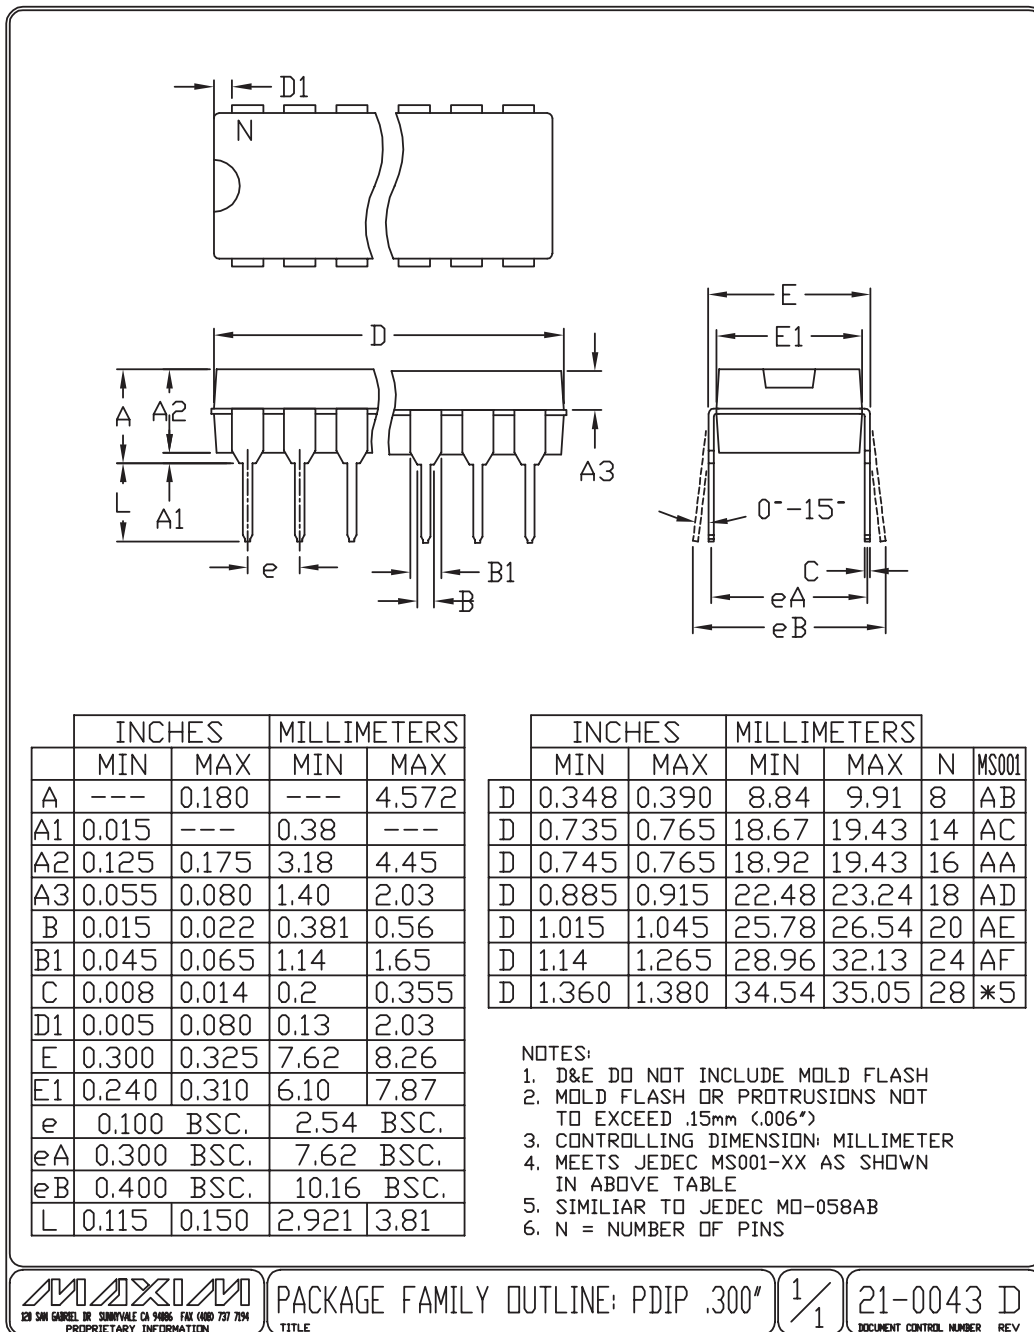 D1
N
E
D
E1
A
A2
A3
L
A1
0°-15°
e
B1
C
B
eA
eB
INCHES MILLIMETERS
MIN MAX MIN MAX
A --- 0.180 --- 4.572
A1 0.015 --- 0.38 ---
A2 0.125 0.175 3.18 4.45
A3 0.055 0.080 1.40 2.03
B 0.015 0.022 0.381 0.56
B1 0.045 0.065 1.14 1.65
C 0.008 0.014 0.2 0.355
D1 0.005 0.080 0.13 2.03
E 0.300 0.325 7.62 8.26
E1 0.240 0.310 6.10 7.87
e 0.100 BSC. 2.54 BSC.
eA 0.300 BSC. 7.62 BSC.
eB 0.400 BSC. 10.16 BSC.
L 0.115 0.150 2.921 3.81
INCHES MILLIMETERS
MIN MAX MIN MAX N MS001
D 0.348 0.390 8.84 9.91 8 AB
D 0.735 0.765 18.67 19.43 14 AC
D 0.745 0.765 18.92 19.43 16 AA
D 0.885 0.915 22.48 23.24 18 AD
D 1.015 1.045 25.78 26.54 20 AE
D 1.14 1.265 28.96 32.13 24 AF
D 1.360 1.380 34.54 35.05 28 *5
NOTES:
1. D&E DO NOT INCLUDE MOLD FLASH
2. MOLD FLASH OR PROTRUSIONS NOT
TO EXCEED .15mm (.006")
3. CONTROLLING DIMENSION: MILLIMETER
4. MEETS JEDEC MS001-XX AS SHOWN
IN ABOVE TABLE
5. SIMILIAR TO JEDEC MO-058AB
6. N = NUMBER OF PINS
MAXIM
120 SAN GABRIEL DR SUNNYVALE CA 94086 FAX (408) 737 7194
PROPRIETARY INFORMATION
PACKAGE FAMILY OUTLINE: PDIP .300"
TITLE
1/1
21-0043 D
DOCUMENT CONTROL NUMBER REV